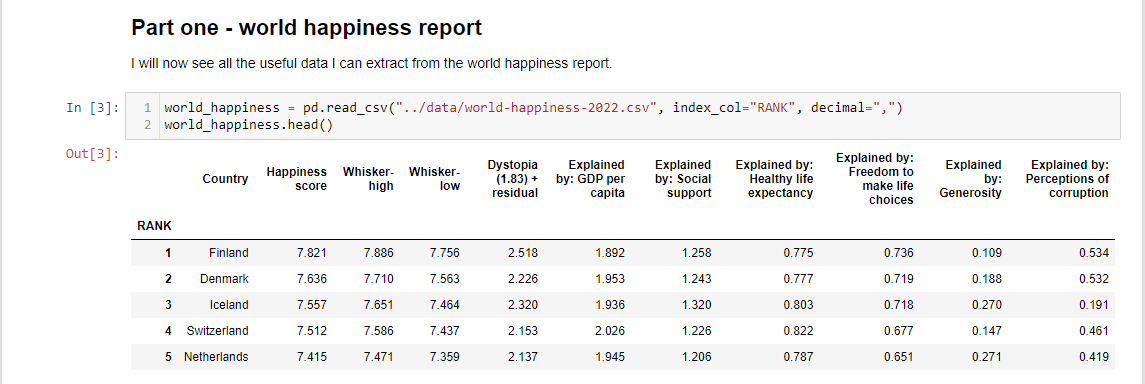 Part one - world happiness report
I will now see all the useful data I can extract from the world happiness report.
In [3]:
1 world_happiness = pd.read_csv("../data/world-happiness-2022.csv", index_col="RANK", decimal=",")
2 world_happiness.head()
Out[3]:
Country Happiness score Whisker-high Whisker-low Dystopia (1.83) + residual Explained by: GDP per capita Explained by: Social support Explained by: Healthy life expectancy Explained by: Freedom to make life choices Explained by: Generosity Explained by: Perceptions of corruption
RANK
1 Finland 7.821 7.886 7.756 2.518 1.892 1.258 0.775 0.736 0.109 0.534
2 Denmark 7.636 7.710 7.563 2.226 1.953 1.243 0.777 0.719 0.188 0.532
3 Iceland 7.557 7.651 7.464 2.320 1.936 1.320 0.803 0.718 0.270 0.191
4 Switzerland 7.512 7.586 7.437 2.153 2.026 1.226 0.822 0.677 0.147 0.461
5 Netherlands 7.415 7.471 7.359 2.137 1.945 1.206 0.787 0.651 0.271 0.419